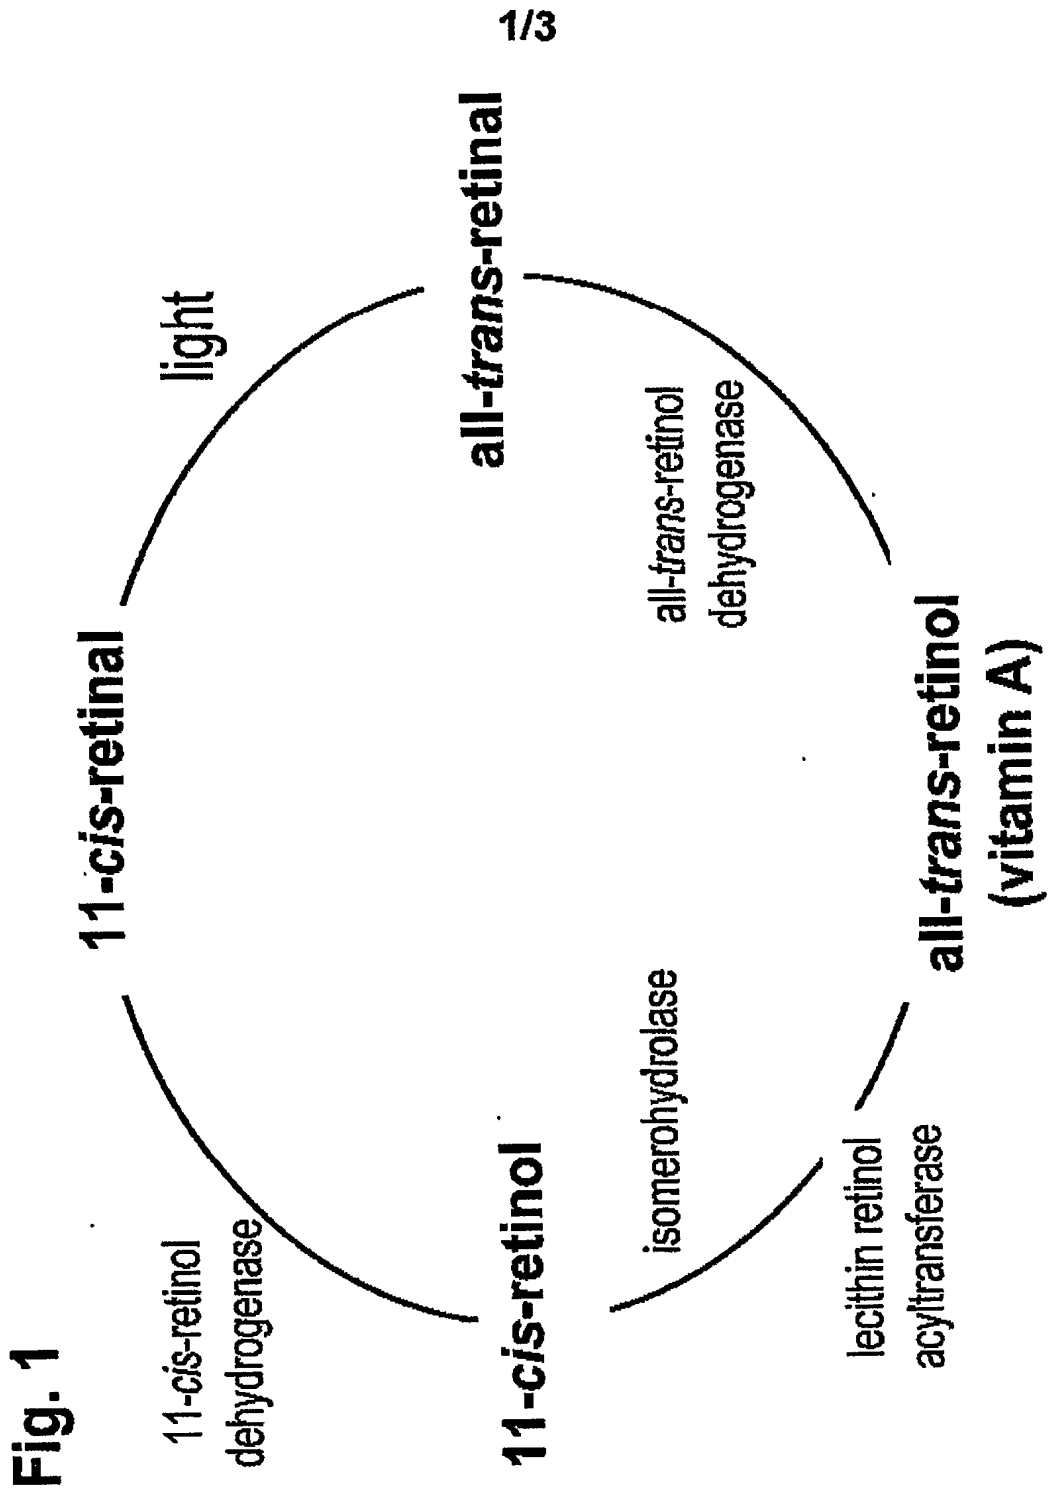 1/3
Fig. 1
11-cis-retinal
light
all-trans-retinal
all-trans-retinol
dehydrogenase
all-trans-retinol
(vitamin A)
lecithin retinol
acyltransferase
isomerohydrolase
11-cis-retinol
11-cis-retinol
dehydrogenase